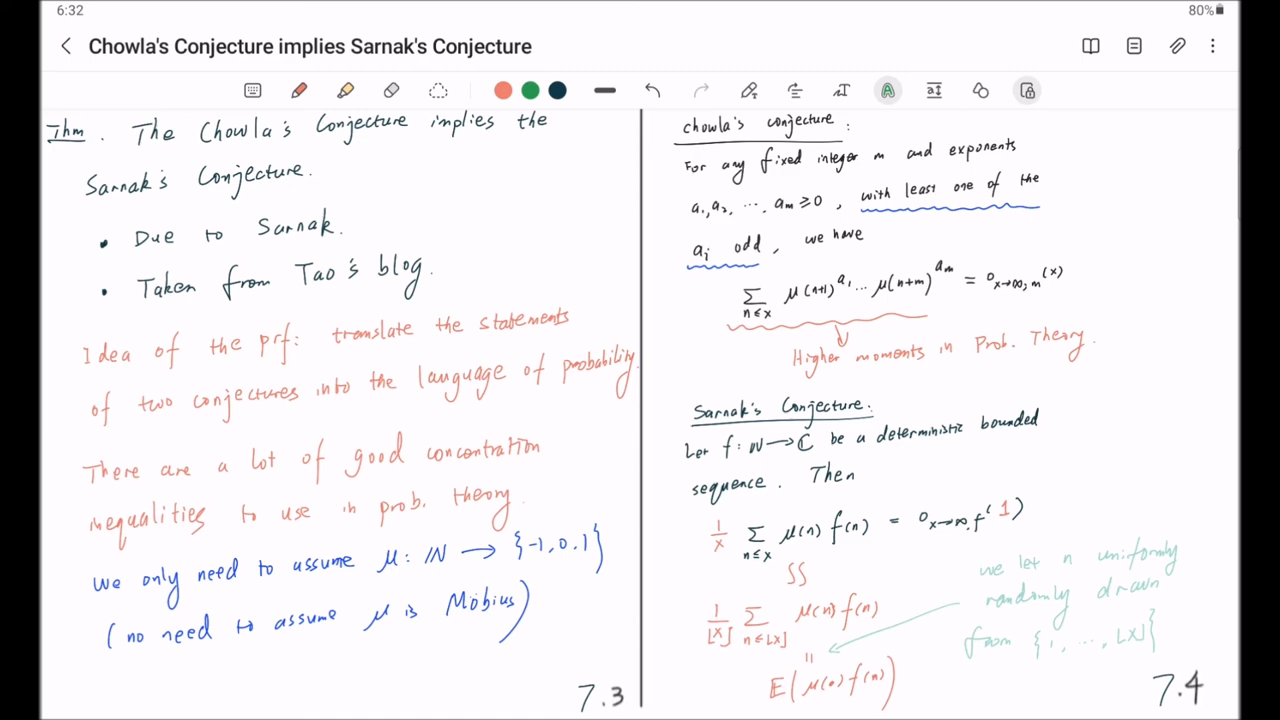 6:32
80%
Chowla's Conjecture implies Sarnak's Conjecture
Thm. The Chowla's Conjecture implies the
Sarnak's Conjecture.
• Due to Sarnak.
• Taken from Tao's blog.
Idea of the prf: translate the statements
of two conjectures into the language of probability.
There are a lot of good concentration
inequalities to use in prob. theory.
We only need to assume μ: ℕ → {-1,0,1}
(no need to assume μ is Möbius)
7.3
Chowla's conjecture:
For any fixed integer m and exponents
a₁,a₂, ..., aₘ ≥ 0, with least one of the
aᵢ odd, we have
∑_{n≤x} μ(n+1)^{a₁} ... μ(n+m)^{aₘ} = o_{x→∞,m}(x)
Higher moments in Prob. Theory.
Sarnak's Conjecture:
Let f: ℕ → ℂ be a deterministic bounded
sequence. Then
1/x ∑_{n≤x} μ(n) f(n) = o_{x→∞,f}(1)
SS
1/⌊x⌋ ∑_{n≤⌊x⌋} μ(n) f(n)
=
𝔼(μ(n) f(n))
we let n uniformly
randomly drawn
from {1, ..., ⌊x⌋}
7.4